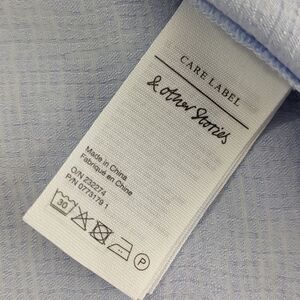 CARE LABEL
& other Stories
Made in China
Fabriqué en Chine
O/N 232274
P/N 0773179 1
30
P